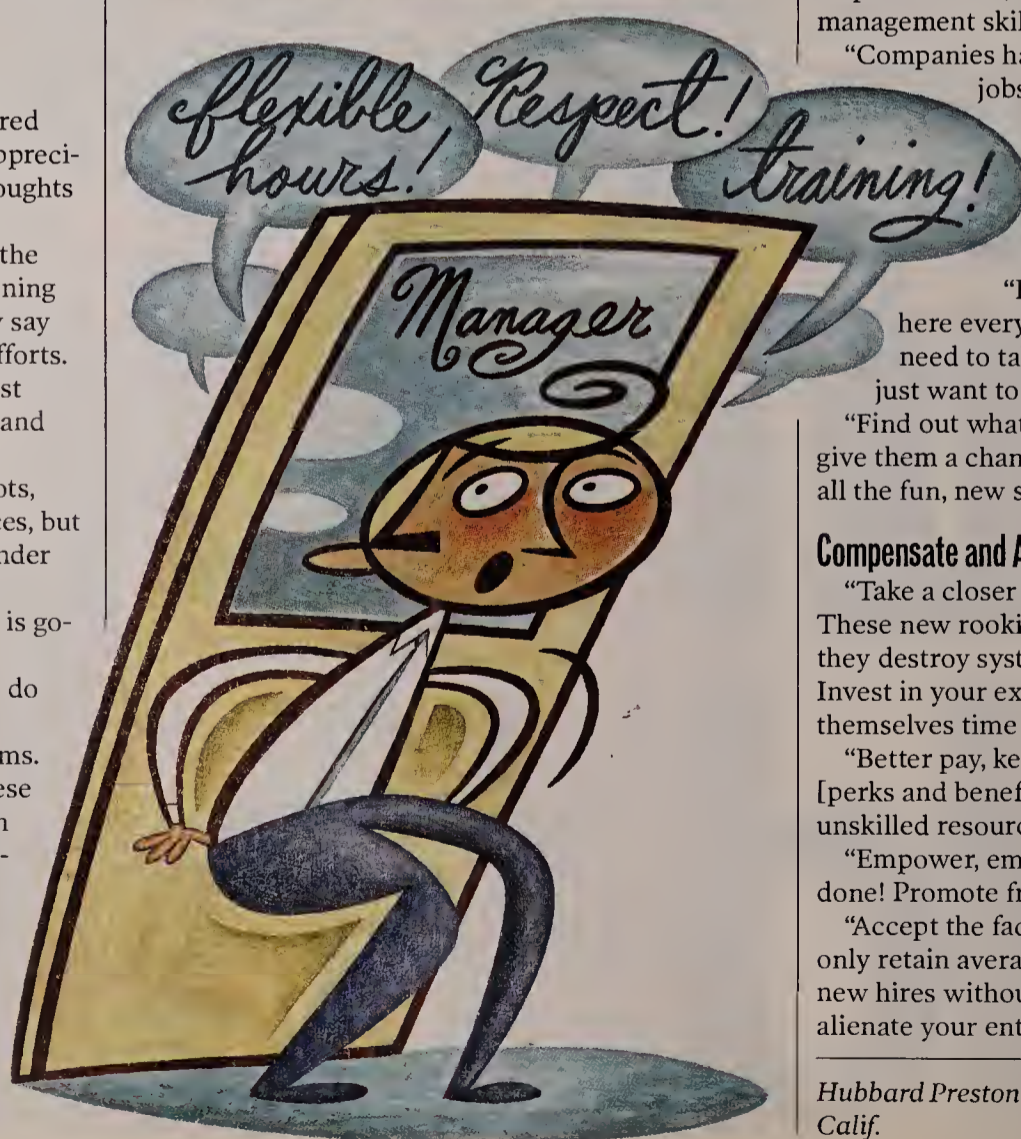 red
ppreci-
oughts
the
ning
y say
fforts.
st
and
ots,
ces, but
nder
is go-
do
ms.
ese
flexible
hours!
Respect!
training!
Manager
management skil
“Companies ha
jobs
here every
need to ta
just want to
“Find out what
give them a chan
all the fun, new s
Compensate and A
“Take a closer
These new rooki
they destroy syst
Invest in your ex
themselves time
“Better pay, ke
[perks and benef
unskilled resourc
“Empower, em
done! Promote fr
“Accept the fac
only retain avera
new hires withou
alienate your ent
Hubbard Preston
Calif.